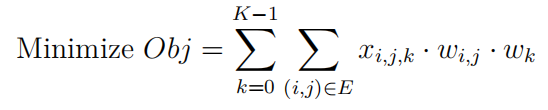 Minimize Obj = \sum_{k=0}^{K-1} \sum_{(i,j) \in E} x_{i,j,k} \cdot w_{i,j} \cdot w_k